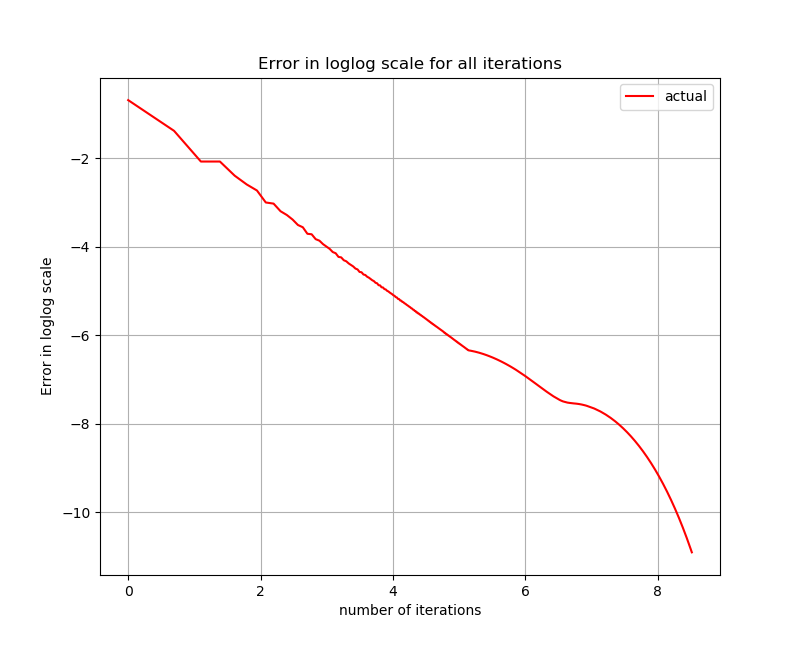 Error in loglog scale for all iterations
actual
Error in loglog scale
−2
−4
−6
−8
−10
0 2 4 6 8
number of iterations